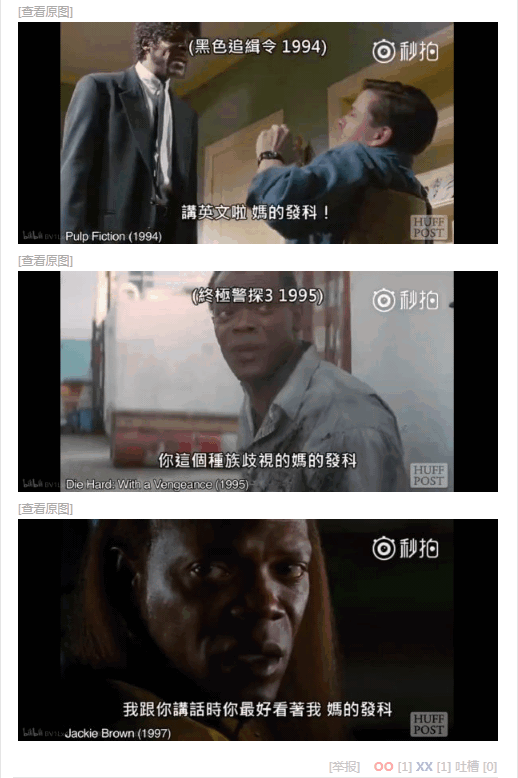 [查看原图]
(黑色追緝令 1994)
秒拍
講英文啦 媽的發科！
HUFF
POST
Pulp Fiction (1994)
[查看原图]
(終極警探3 1995)
秒拍
你這個種族歧視的媽的發科
HUFF
POST
Die Hard: With a Vengeance (1995)
[查看原图]
秒拍
我跟你講話時你最好看著我 媽的發科
HUFF
POST
Jackie Brown (1997)
[举报] OO [1] XX [1] 吐槽 [0]